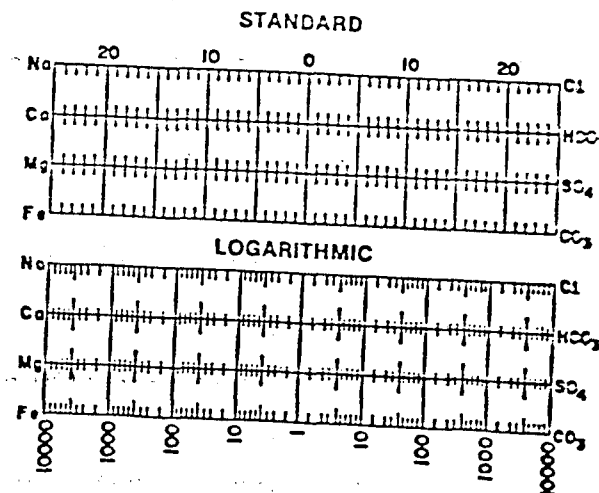 STANDARD
20 10 0 10 20
Na Cl
Ca HCO
Mg SO4
Fe CO3
LOGARITHMIC
Na Cl
Ca HCO3
Mg SO4
Fe CO3
10000 1000 100 10 1 10 100 1000 10000